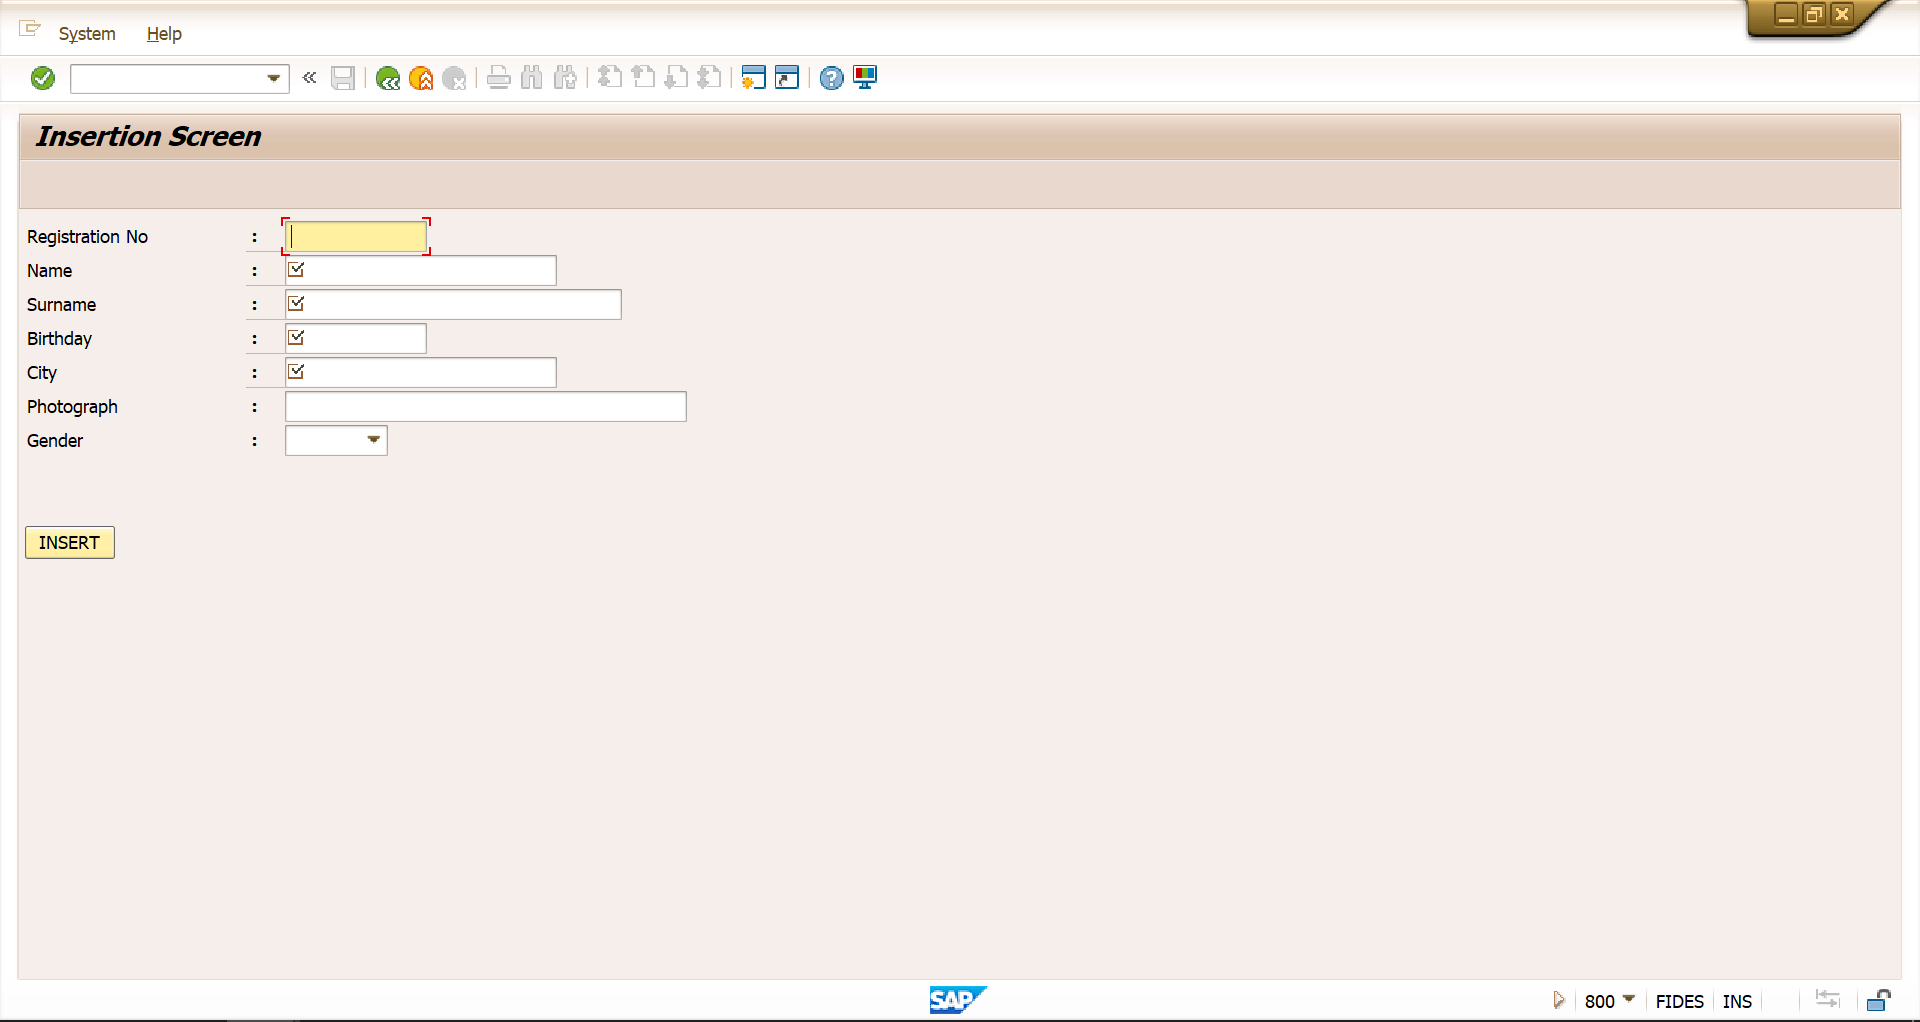 System Help
Insertion Screen
Registration No :
Name :
Surname :
Birthday :
City :
Photograph :
Gender :
INSERT
SAP
800 FIDES INS